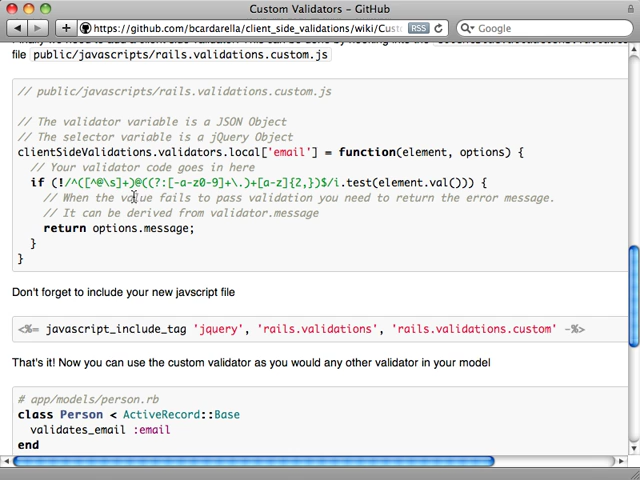 Custom Validators – GitHub
https://github.com/bcardarella/client_side_validations/wiki/Cust
RSS
Google
file public/javascripts/rails.validations.custom.js
// public/javascripts/rails.validations.custom.js
// The validator variable is a JSON Object
// The selector variable is a jQuery Object
clientSideValidations.validators.local['email'] = function(element, options) {
// Your validator code goes in here
if (!/^([^@\s]+)@((?:[-a-z0-9]+\.)+[a-z]{2,})$/i.test(element.val())) {
// When the value fails to pass validation you need to return the error message.
// It can be derived from validator.message
return options.message;
}
}
Don't forget to include your new javscript file
<%= javascript_include_tag 'jquery', 'rails.validations', 'rails.validations.custom' -%>
That's it! Now you can use the custom validator as you would any other validator in your model
# app/models/person.rb
class Person < ActiveRecord::Base
validates_email :email
end